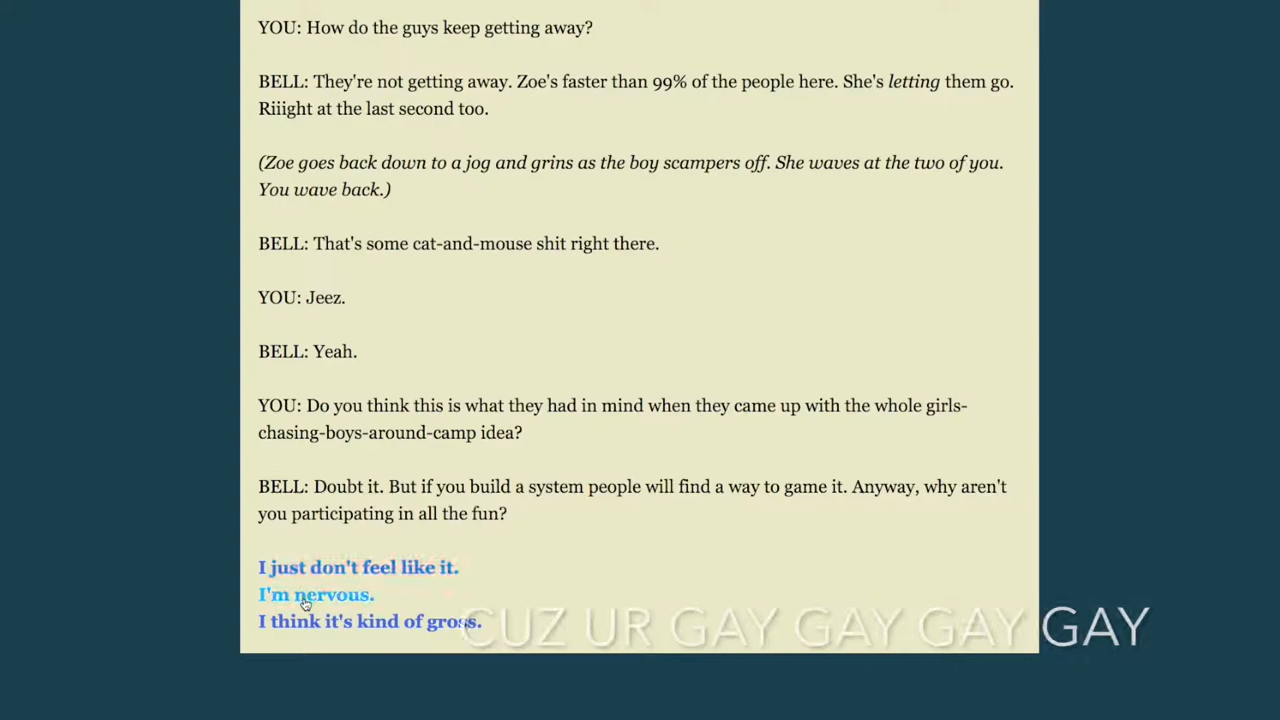 YOU: How do the guys keep getting away?
BELL: They're not getting away. Zoe's faster than 99% of the people here. She's letting them go.
Riiight at the last second too.
(Zoe goes back down to a jog and grins as the boy scampers off. She waves at the two of you.
You wave back.)
BELL: That's some cat-and-mouse shit right there.
YOU: Jeez.
BELL: Yeah.
YOU: Do you think this is what they had in mind when they came up with the whole girls-
chasing-boys-around-camp idea?
BELL: Doubt it. But if you build a system people will find a way to game it. Anyway, why aren't
you participating in all the fun?
I just don't feel like it.
I'm nervous.
I think it's kind of gross.
CUZ UR GAY GAY GAY GAY